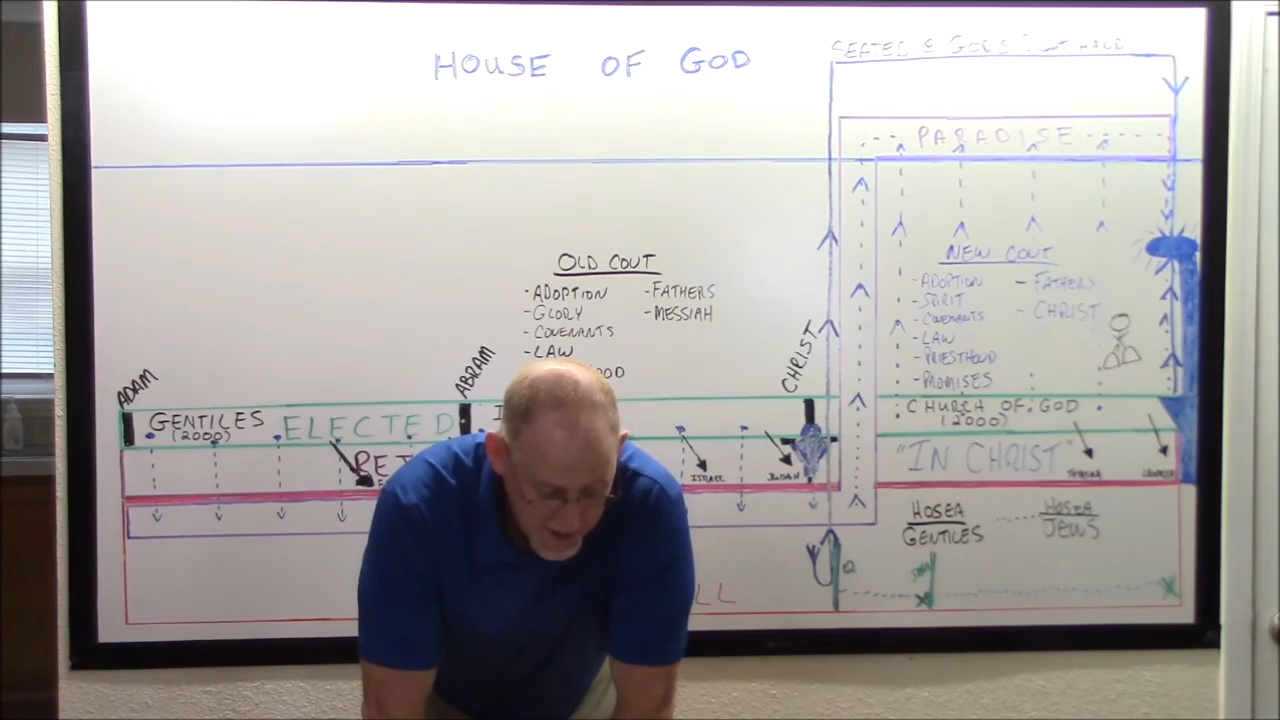 HOUSE OF GOD
PARADISE
OLD COVT
-ADOPTION
-GLORY
-COVENANTS
-LAW
-FATHERS
-MESSIAH
NEW COVT
-ADOPTION
-SPIRIT
-COVENANTS
-LAW
-PRIESTHOOD
-PROMISES
-FATHERS
-CHRIST
ADAM
ABRAM
CHRIST
GENTILES
(2000)
ELECTED
CHURCH OF GOD
(2000)
"IN CHRIST"
ISRAEL
JUDAH
HOSEA
GENTILES
HOSEA
JEWS